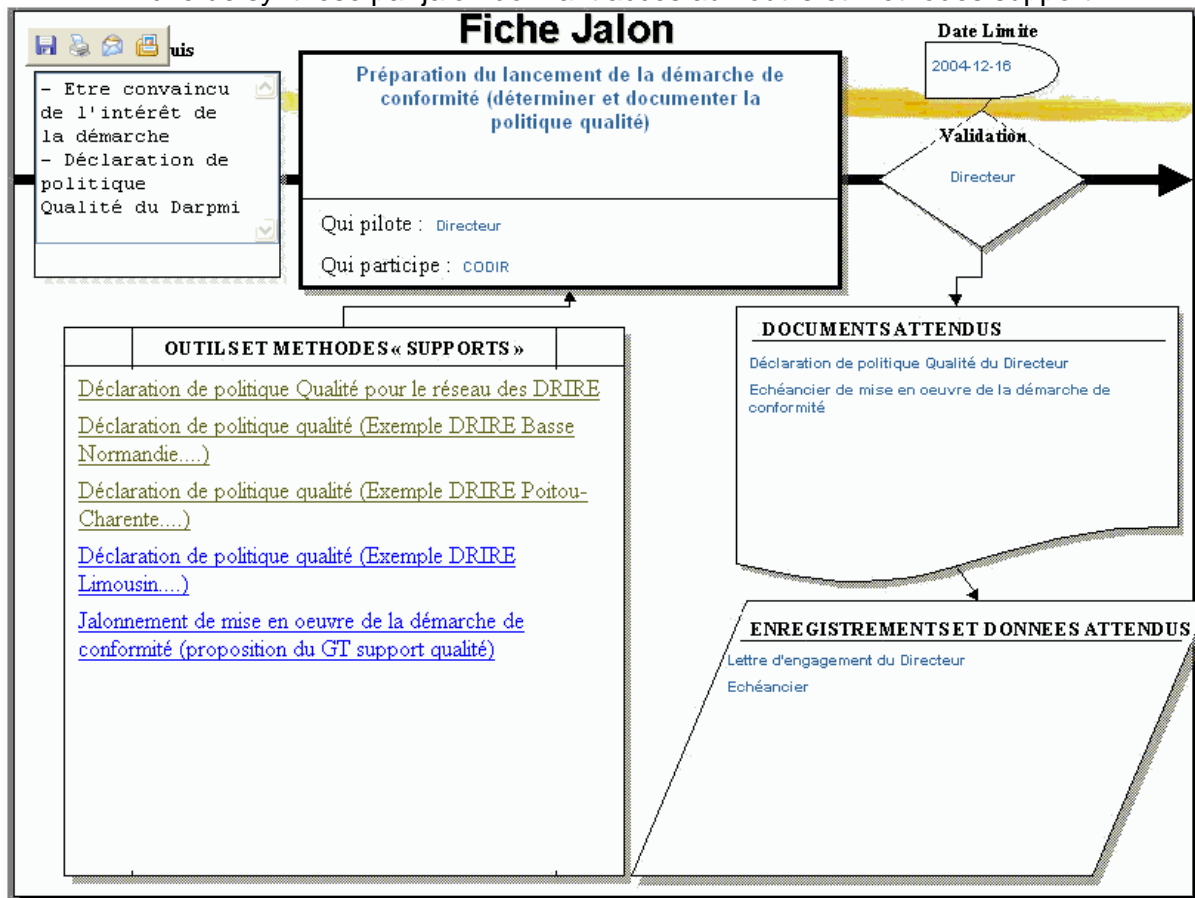 Fiche Jalon
uis
- Etre convaincu
de l'intérêt de
la démarche
- Déclaration de
politique
Qualité du Darpmi
Préparation du lancement de la démarche de
conformité (déterminer et documenter la
politique qualité)
Qui pilote : Directeur
Qui participe : CODIR
Date Limite
2004-12-16
Validation
Directeur
OUTILS ET METHODES « SUPPORTS »
Déclaration de politique Qualité pour le réseau des DRIRE
Déclaration de politique qualité (Exemple DRIRE Basse
Normandie....)
Déclaration de politique qualité (Exemple DRIRE Poitou-
Charente....)
Déclaration de politique qualité (Exemple DRIRE
Limousin....)
Jalonnement de mise en oeuvre de la démarche de
conformité (proposition du GT support qualité)
DOCUMENTS ATTENDUS
Déclaration de politique Qualité du Directeur
Echéancier de mise en oeuvre de la démarche de
conformité
ENREGISTREMENTS ET DONNEES ATTENDUS
Lettre d'engagement du Directeur
Echéancier